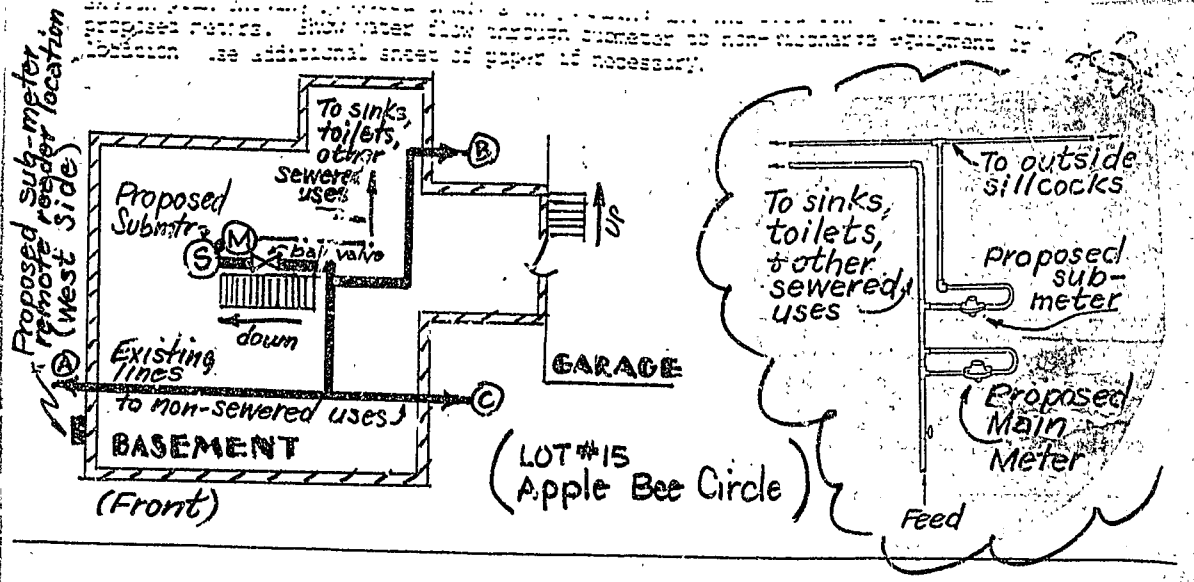 proposed meters. Show water flow through submeter to non-discharge equipment or
Use additional sheet of paper if necessary.
Proposed sub-meter
remote reader location
(West Side)
To sinks,
toilets,
other
sewered
uses
B
Proposed
Submtr
M
S
ball valve
UP
down
A
Existing
lines
to non-sewered uses
C
GARAGE
BASEMENT
(Front)
(LOT #15
Apple Bee Circle)
To outside
sillcocks
To sinks,
toilets,
& other
sewered
uses
proposed
sub-
meter
Proposed
Main
Meter
Feed